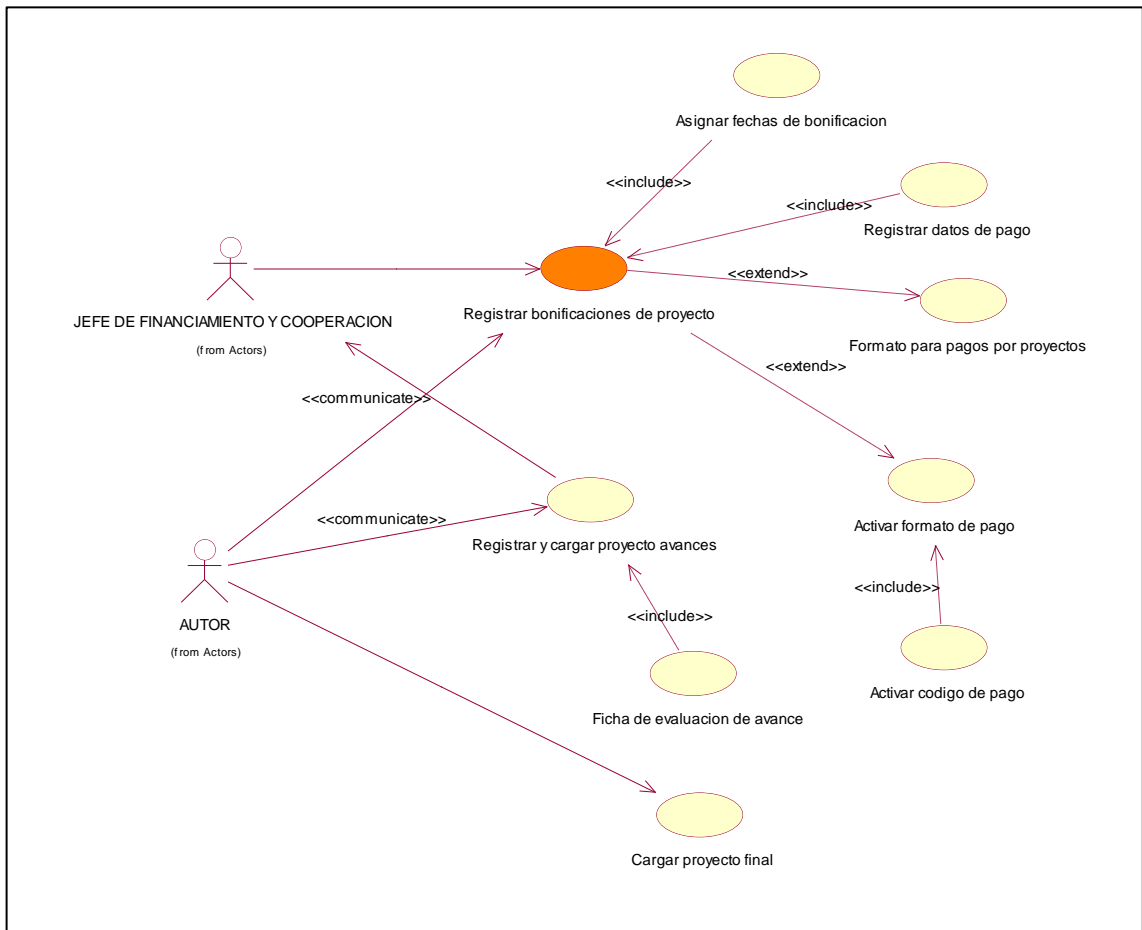 Asignar fechas de bonificacion
<<include>>
<<include>>
Registrar datos de pago
<<extend>>
JEFE DE FINANCIAMIENTO Y COOPERACION
(from Actors)
Registrar bonificaciones de proyecto
Formato para pagos por proyectos
<<extend>>
<<communicate>>
<<communicate>>
Registrar y cargar proyecto avances
Activar formato de pago
<<include>>
AUTOR
(from Actors)
<<include>>
Ficha de evaluacion de avance
Activar codigo de pago
Cargar proyecto final